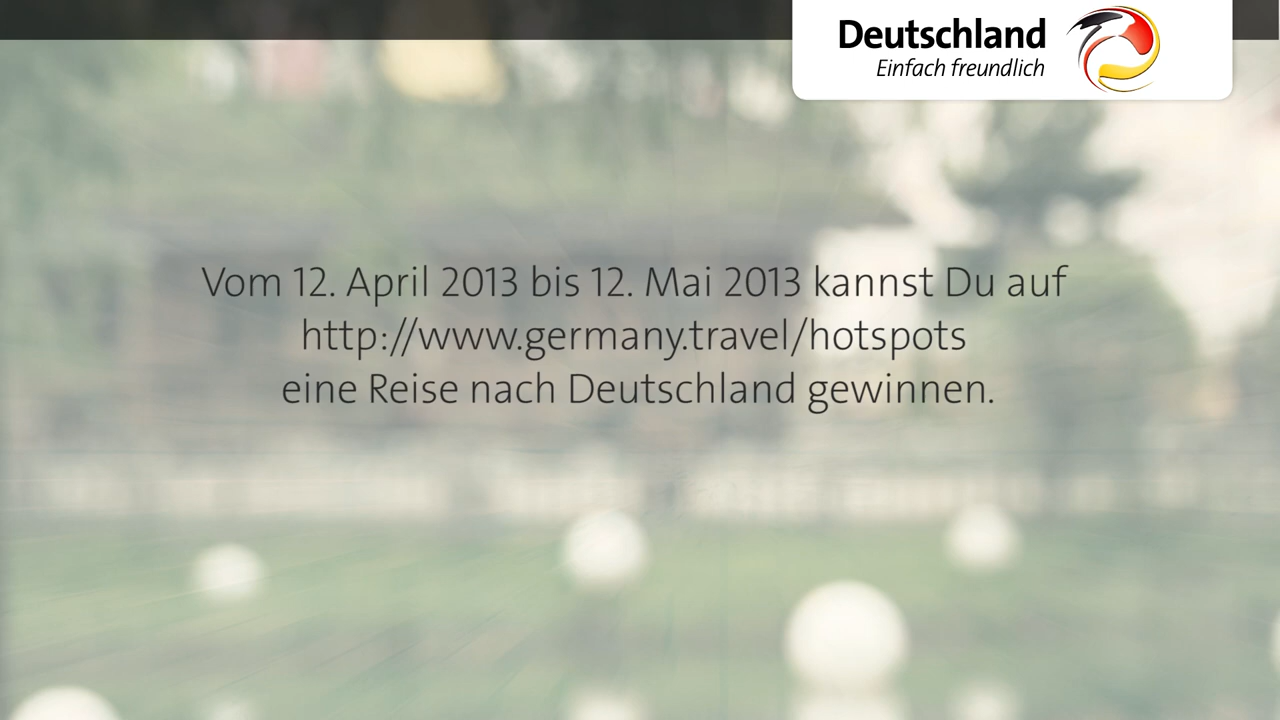 Deutschland
Einfach freundlich
Vom 12. April 2013 bis 12. Mai 2013 kannst Du auf
http://www.germany.travel/hotspots
eine Reise nach Deutschland gewinnen.